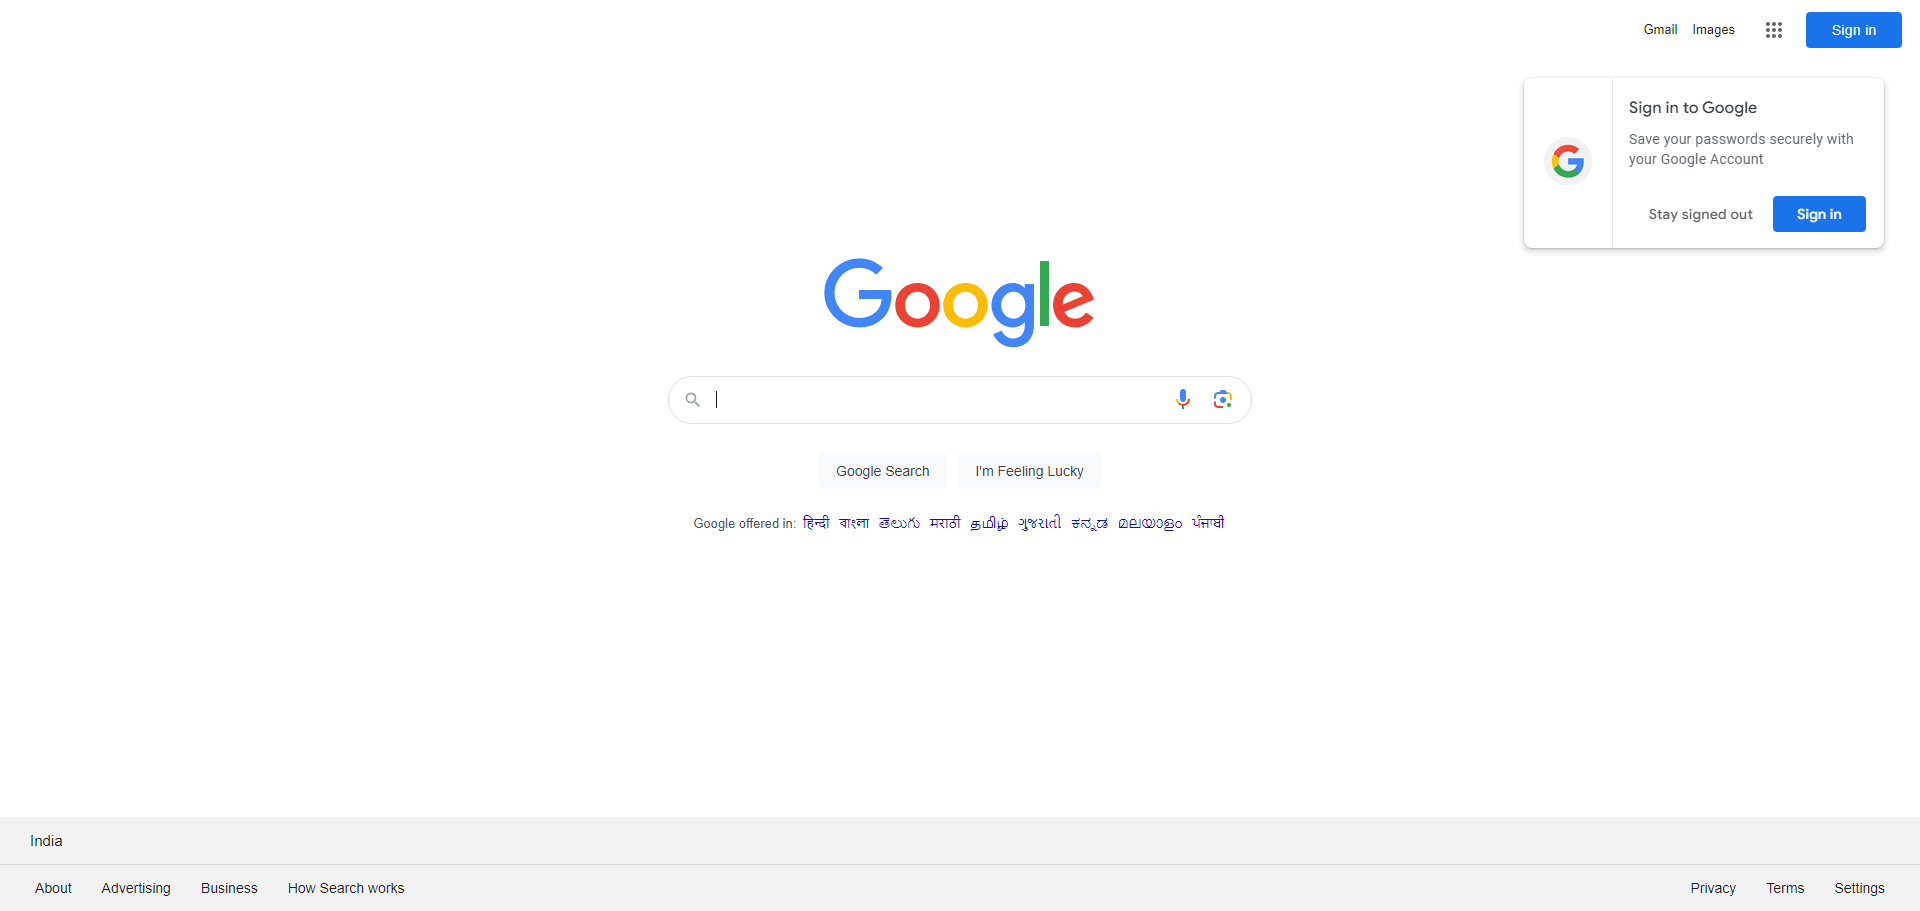 Gmail Images Sign in
Sign in to Google
Save your passwords securely with
your Google Account
Stay signed out Sign in
Google
Google Search I'm Feeling Lucky
Google offered in: हिन्दी বাংলা తెలుగు मराठी தமிழ் ગુજરાતી ಕನ್ನಡ മലയാളം ਪੰਜਾਬੀ
India
About Advertising Business How Search works Privacy Terms Settings